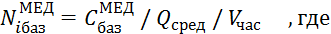 N_{iбаз}^{МЕД} = C_{баз}^{МЕД} / Q_{сред} / V_{час} , где